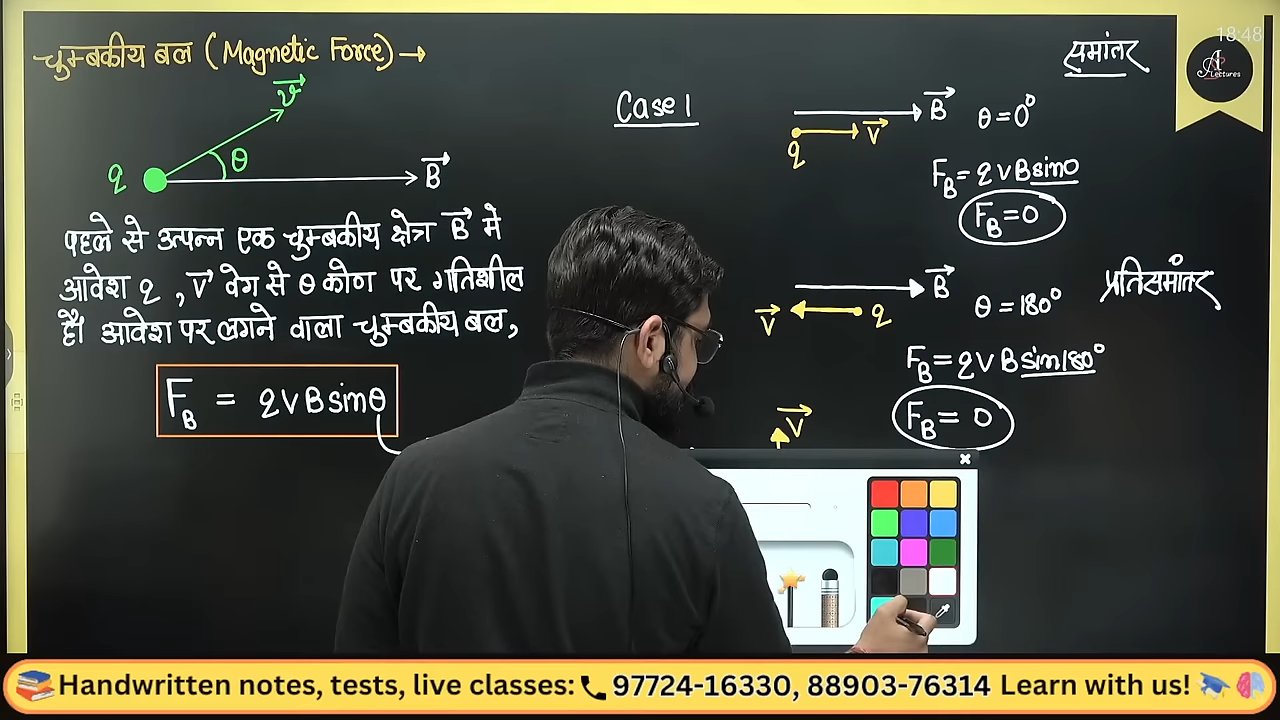 चुम्बकीय बल (Magnetic Force) →
v
q
θ
B
पहले से उत्पन्न एक चुम्बकीय क्षेत्र B में
आवेश q , v वेग से θ कोण पर गतिशील
है। आवेश पर लगने वाला चुम्बकीय बल,
F_B = qvBsinθ
Case 1
B
θ = 0°
q
v
F_B = qvBsin0
F_B = 0
समांतर
18:48
A
Lectures
B
θ = 180°
प्रतिसमांतर
v
q
F_B = qvBsin180°
F_B = 0
v
Handwritten notes, tests, live classes: 97724-16330, 88903-76314 Learn with us!